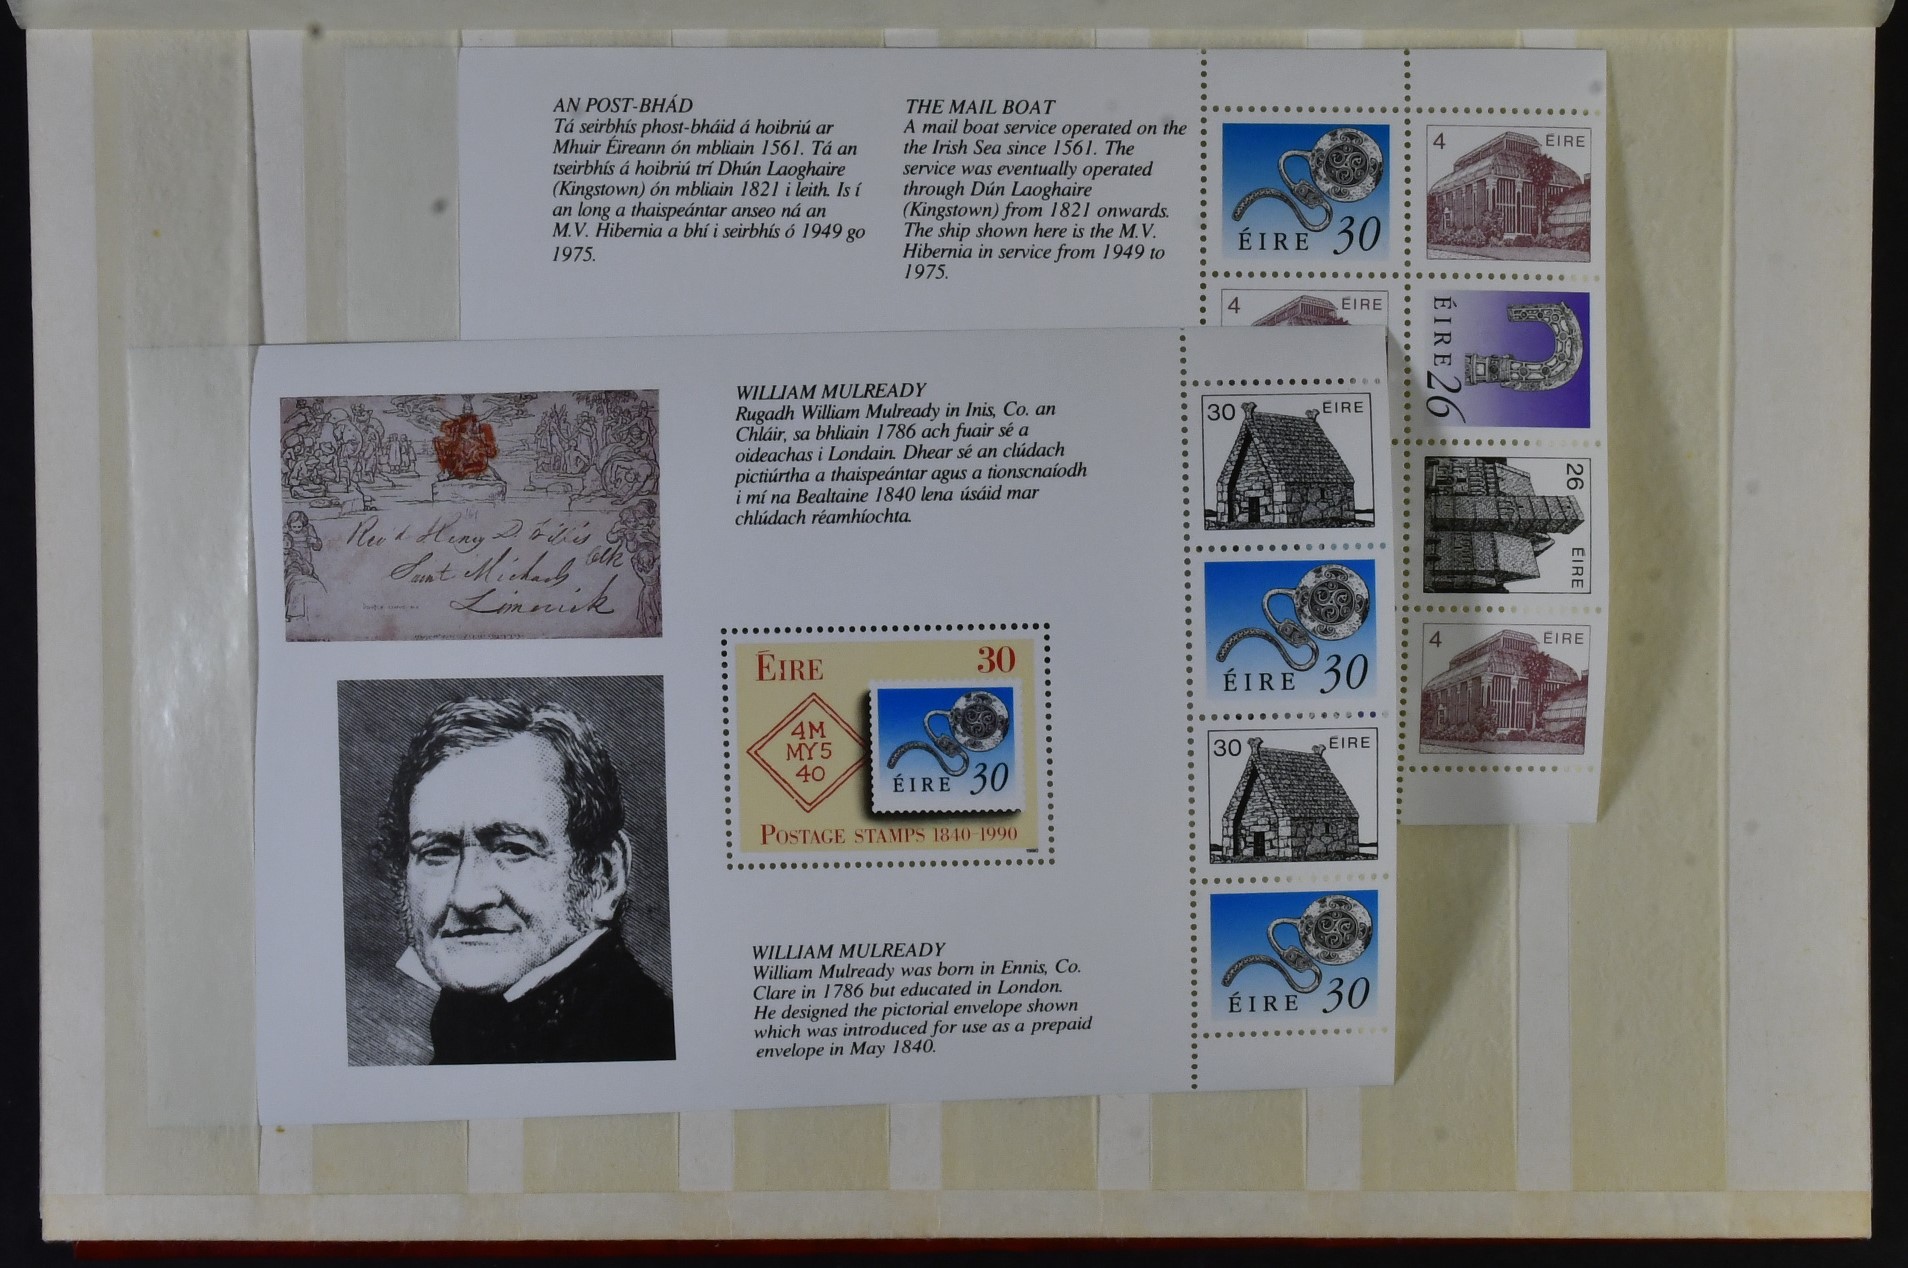 AN POST-BHÁD
Tá seirbhís phost-bháid á hoibriú ar
Mhuir Éireann ón mbliain 1561. Tá an
tseirbhís á hoibriú trí Dhún Laoghaire
(Kingstown) ón mbliain 1821 i leith. Is í
an long a thaispeántar anseo ná an
M.V. Hibernia a bhí i seirbhís ó 1949 go
1975.
THE MAIL BOAT
A mail boat service operated on the
the Irish Sea since 1561. The
service was eventually operated
through Dún Laoghaire
(Kingstown) from 1821 onwards.
The ship shown here is the M.V.
Hibernia in service from 1949 to
1975.
ÉIRE 30
4 ÉIRE
4 ÉIRE
ÉIRE 26
26 ÉIRE
4 ÉIRE
WILLIAM MULREADY
Rugadh William Mulready in Inis, Co. an
Chláir, sa bhliain 1786 ach fuair sé a
oideachas i Londain. Dhear sé an clúdach
pictiúrtha a thaispeántar agus a tionscnaíodh
i mí na Bealtaine 1840 lena úsáid mar
chlúdach réamhíochta.
Rev'd Henry D.
Saint Michael
Limerick
ÉIRE 30
4M
MY5
40
ÉIRE 30
POSTAGE STAMPS 1840-1990
WILLIAM MULREADY
William Mulready was born in Ennis, Co.
Clare in 1786 but educated in London.
He designed the pictorial envelope shown
which was introduced for use as a prepaid
envelope in May 1840.
30 ÉIRE
ÉIRE 30
30 ÉIRE
ÉIRE 30